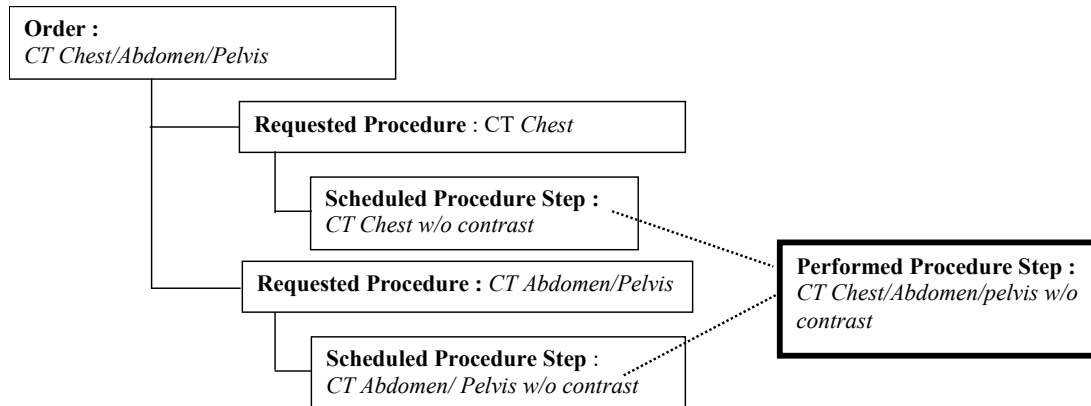 Order :
CT Chest/Abdomen/Pelvis
Requested Procedure : CT Chest
Scheduled Procedure Step :
CT Chest w/o contrast
Requested Procedure : CT Abdomen/Pelvis
Scheduled Procedure Step :
CT Abdomen/ Pelvis w/o contrast
Performed Procedure Step :
CT Chest/Abdomen/pelvis w/o
contrast